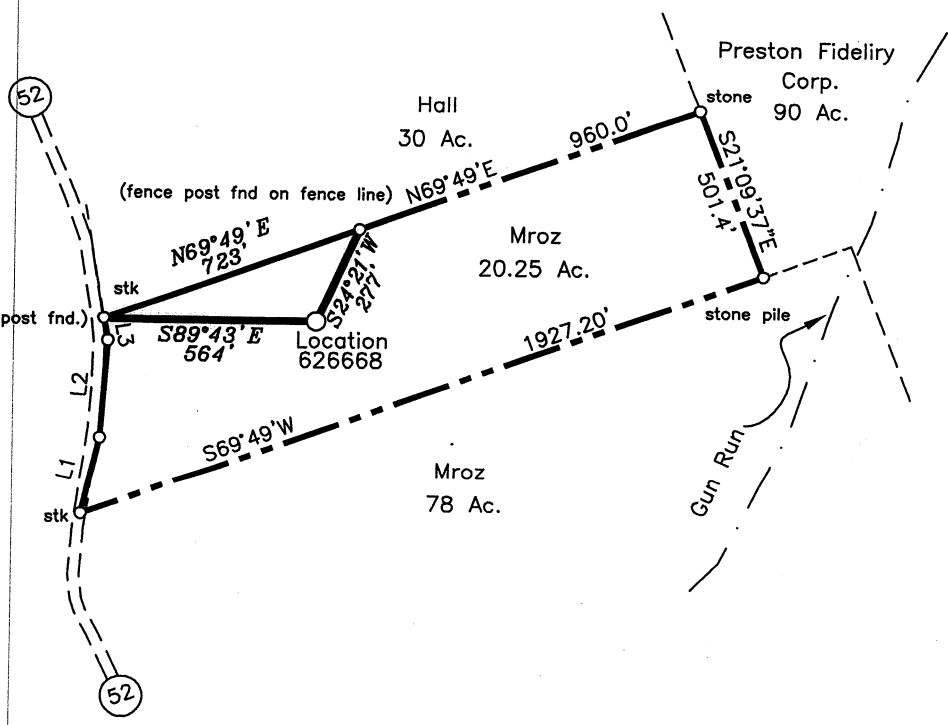 52
Preston Fideliry
Corp.
90 Ac.
stone
Hall
30 Ac.
960.0'
N69°49'E
S21°09'37"E
501.4'
(fence post fnd on fence line)
N69°49' E
723'
Mroz
20.25 Ac.
S24°21'W
277'
stk
post fnd.)
L3
S89°43' E
564'
Location
626668
stone pile
1927.20'
L2
S69°49'W
L1
Mroz
78 Ac.
Gun Run
stk
52